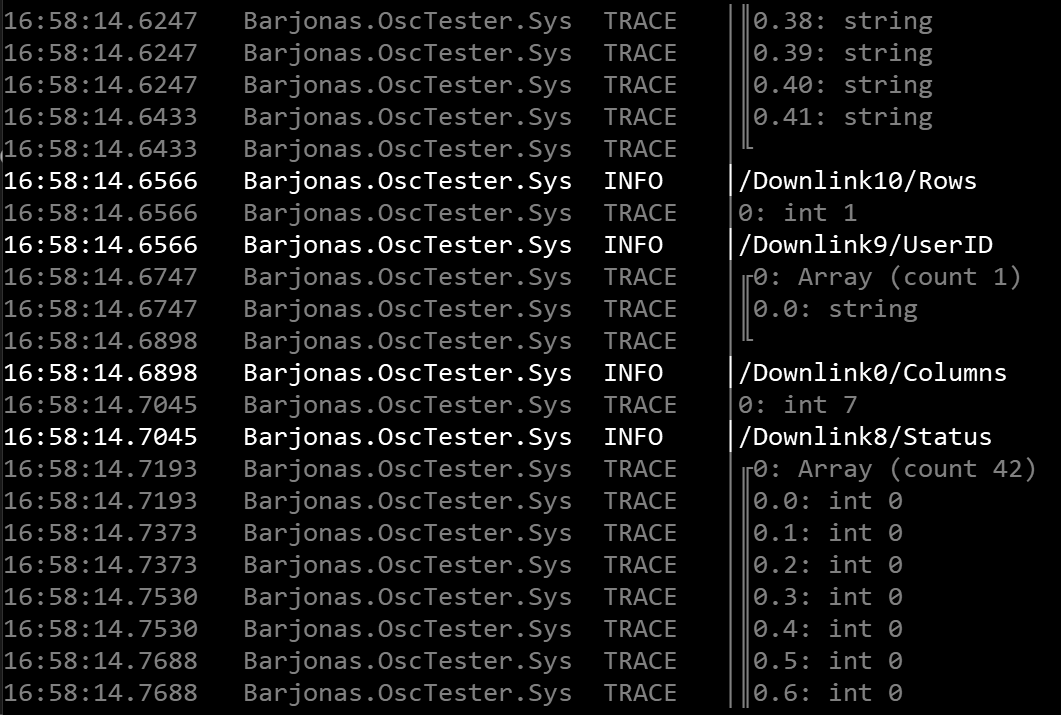 16:58:14.6247 Barjonas.OscTester.Sys TRACE │║0.38: string
16:58:14.6247 Barjonas.OscTester.Sys TRACE │║0.39: string
16:58:14.6247 Barjonas.OscTester.Sys TRACE │║0.40: string
16:58:14.6433 Barjonas.OscTester.Sys TRACE │║0.41: string
16:58:14.6433 Barjonas.OscTester.Sys TRACE │╙
16:58:14.6566 Barjonas.OscTester.Sys INFO │/Downlink10/Rows
16:58:14.6566 Barjonas.OscTester.Sys TRACE │0: int 1
16:58:14.6566 Barjonas.OscTester.Sys INFO │/Downlink9/UserID
16:58:14.6747 Barjonas.OscTester.Sys TRACE │╓0: Array (count 1)
16:58:14.6747 Barjonas.OscTester.Sys TRACE │║0.0: string
16:58:14.6898 Barjonas.OscTester.Sys TRACE │╙
16:58:14.6898 Barjonas.OscTester.Sys INFO │/Downlink0/Columns
16:58:14.7045 Barjonas.OscTester.Sys TRACE │0: int 7
16:58:14.7045 Barjonas.OscTester.Sys INFO │/Downlink8/Status
16:58:14.7193 Barjonas.OscTester.Sys TRACE │╓0: Array (count 42)
16:58:14.7193 Barjonas.OscTester.Sys TRACE │║0.0: int 0
16:58:14.7373 Barjonas.OscTester.Sys TRACE │║0.1: int 0
16:58:14.7373 Barjonas.OscTester.Sys TRACE │║0.2: int 0
16:58:14.7530 Barjonas.OscTester.Sys TRACE │║0.3: int 0
16:58:14.7530 Barjonas.OscTester.Sys TRACE │║0.4: int 0
16:58:14.7688 Barjonas.OscTester.Sys TRACE │║0.5: int 0
16:58:14.7688 Barjonas.OscTester.Sys TRACE │║0.6: int 0